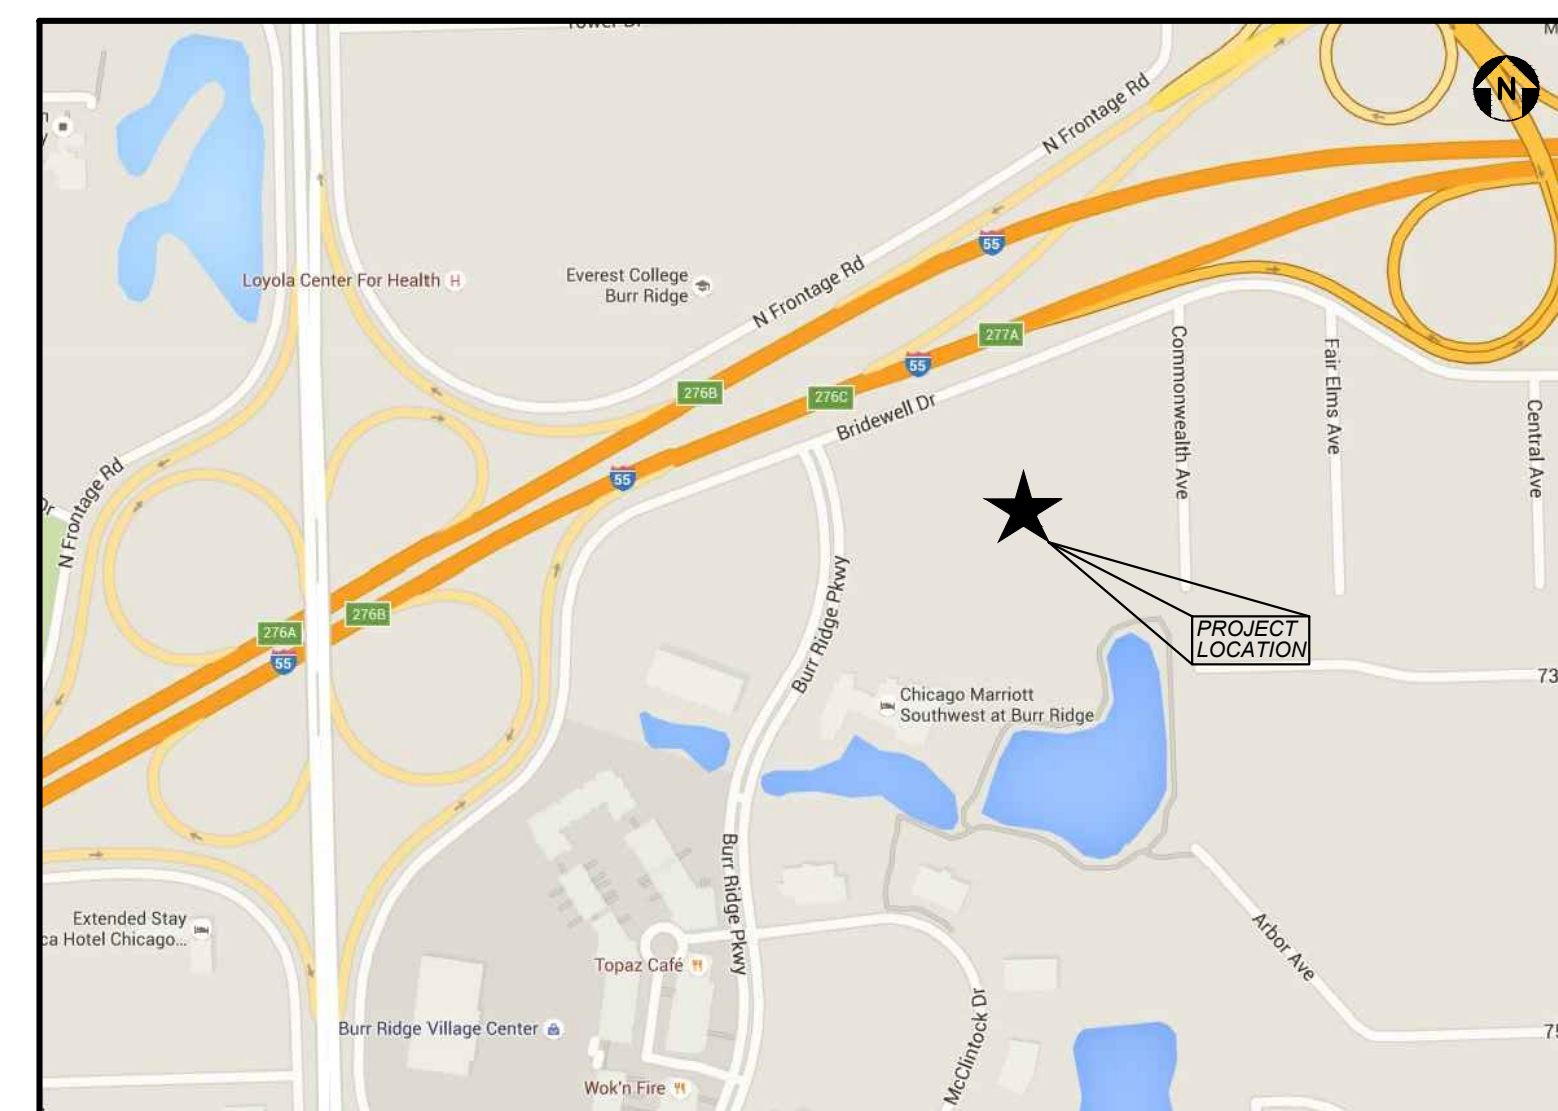 N
N Frontage Rd
55
Loyola Center For Health H
Everest College
Burr Ridge
N Frontage Rd
277A
55
276B
276C
Bridewell Dr
Commonwealth Ave
Fair Elms Ave
Central Ave
N Frontage Rd
Dr
55
276B
276A
55
Burr Ridge Pkwy
PROJECT
LOCATION
73
Chicago Marriott
Southwest at Burr Ridge
Burr Ridge Pkwy
Extended Stay
ca Hotel Chicago...
Topaz Café
Arbor Ave
Burr Ridge Village Center
McClintock Dr
75
Wok'n Fire